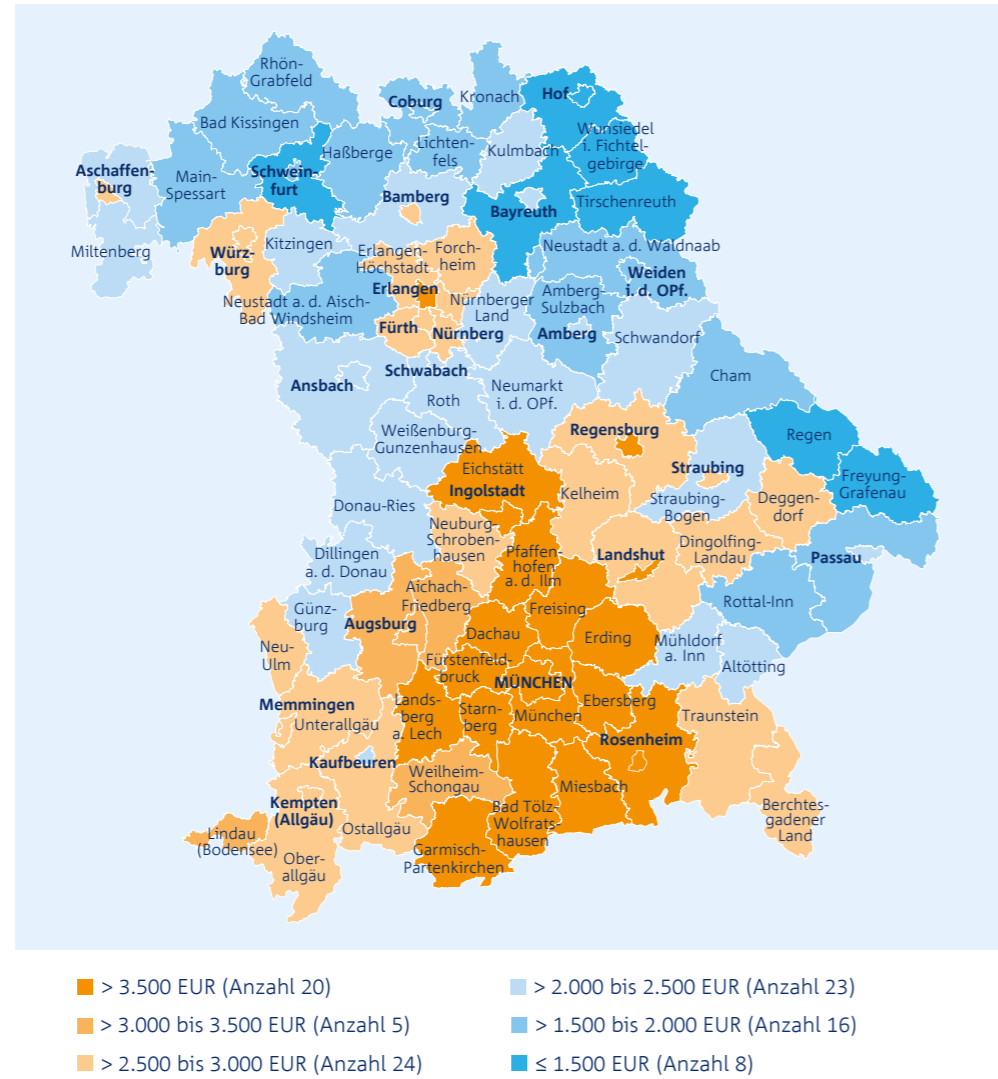 Rhön-
Grabfeld
Coburg
Kronach
Hof
Bad Kissingen
Wunsiedel
i. Fichtel-
gebirge
Haßberge
Lichten-
fels
Kulmbach
Aschaffen-
burg
Main-
Spessart
Schwein-
furt
Bamberg
Bayreuth
Tirschenreuth
Miltenberg
Würz-
burg
Kitzingen
Erlangen-
Höchstadt
Forch-
heim
Neustadt a. d. Waldnaab
Weiden
i. d. OPf.
Erlangen
Neustadt a. d. Aisch-
Bad Windsheim
Nürnberger
Land
Amberg-
Sulzbach
Fürth
Nürnberg
Amberg
Schwandorf
Ansbach
Schwabach
Roth
Neumarkt
i. d. OPf.
Cham
Weißenburg-
Gunzenhausen
Regensburg
Regen
Eichstätt
Ingolstadt
Kelheim
Straubing
Straubing-
Bogen
Deggen-
dorf
Freyung-
Grafenau
Donau-Ries
Neuburg-
Schroben-
hausen
Pfaffen-
hofen
a. d. Ilm
Landshut
Dingolfing-
Landau
Passau
Dillingen
a. d. Donau
Aichach-
Friedberg
Freising
Rottal-Inn
Günz-
burg
Augsburg
Dachau
Erding
Mühldorf
a. Inn
Altötting
Neu-
Ulm
Fürstenfeld-
bruck
MÜNCHEN
Memmingen
Unterallgäu
Lands-
berg
a. Lech
Starn-
berg
München
Ebersberg
Traunstein
Rosenheim
Kaufbeuren
Weilheim-
Schongau
Miesbach
Kempten
(Allgäu)
Ostallgäu
Bad Tölz-
Wolfrats-
hausen
Berchtes-
gadener
Land
Lindau
(Bodensee)
Ober-
allgäu
Garmisch-
Partenkirchen
> 3.500 EUR (Anzahl 20)
> 3.000 bis 3.500 EUR (Anzahl 5)
> 2.500 bis 3.000 EUR (Anzahl 24)
> 2.000 bis 2.500 EUR (Anzahl 23)
> 1.500 bis 2.000 EUR (Anzahl 16)
≤ 1.500 EUR (Anzahl 8)